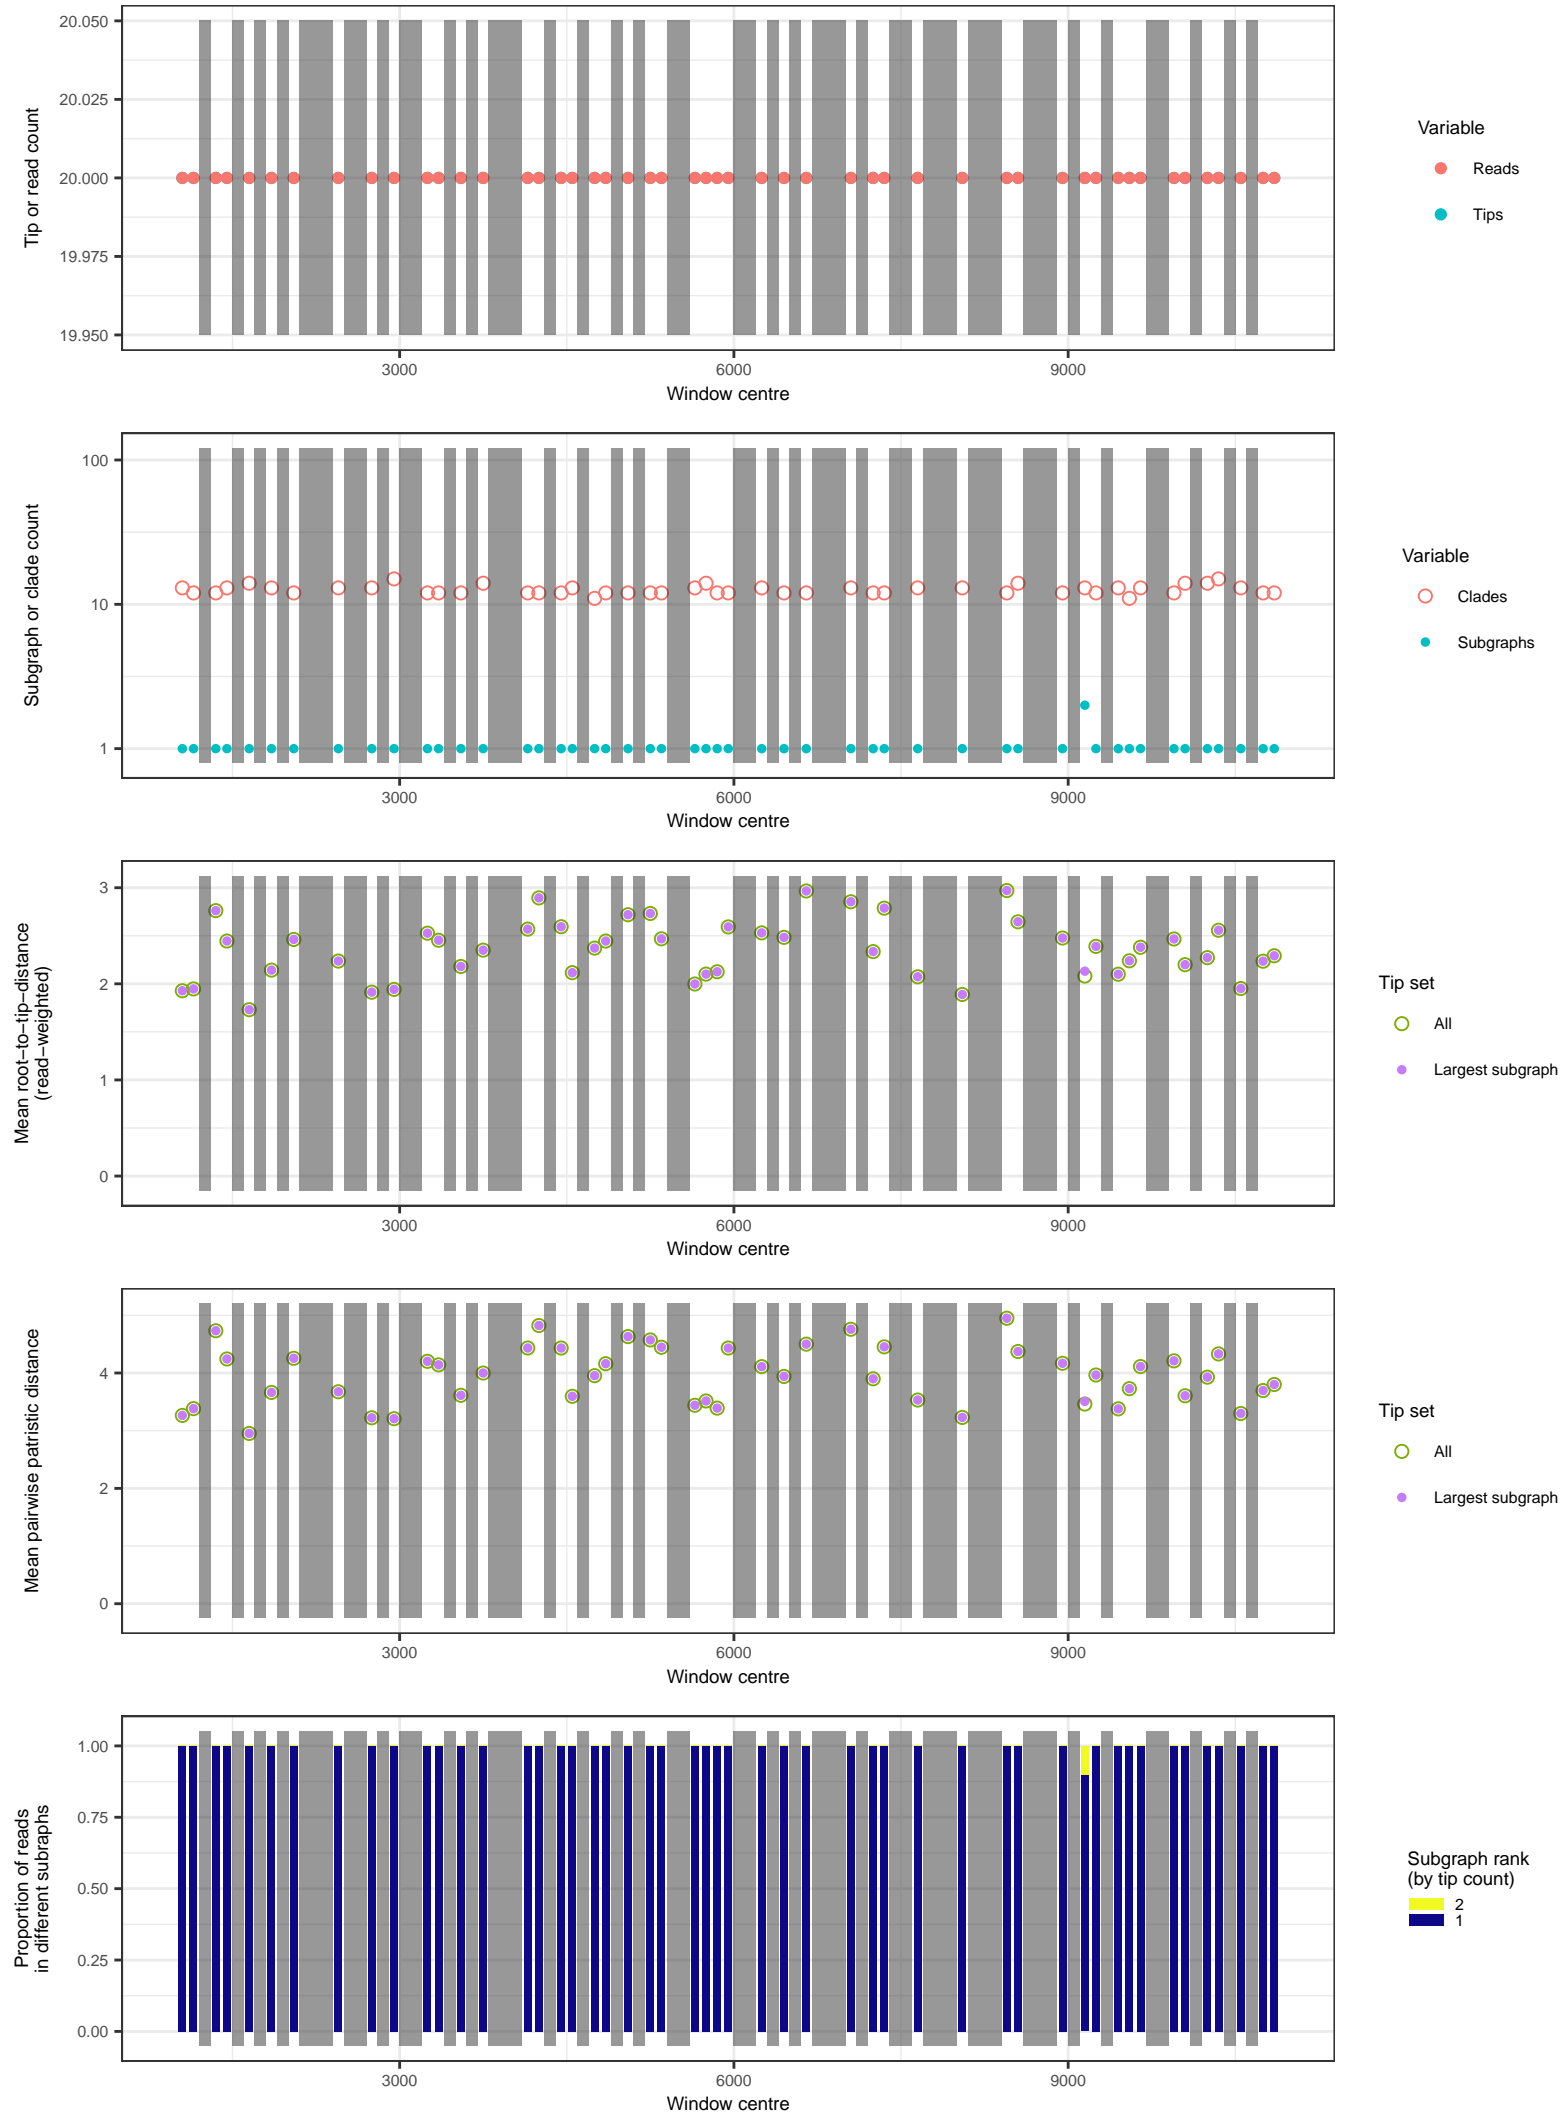 20.050
20.025
20.000
19.975
19.950
Tip or read count
3000
6000
9000
Window centre
Variable
Reads
Tips
100
10
1
Subgraph or clade count
3000
6000
9000
Window centre
Variable
Clades
Subgraphs
3
2
1
0
Mean root−to−tip−distance
(read−weighted)
3000
6000
9000
Window centre
Tip set
All
Largest subgraph
4
2
0
Mean pairwise patristic distance
3000
6000
9000
Window centre
Tip set
All
Largest subgraph
1.00
0.75
0.50
0.25
0.00
Proportion of reads
in different subraphs
3000
6000
9000
Window centre
Subgraph rank
(by tip count)
2
1